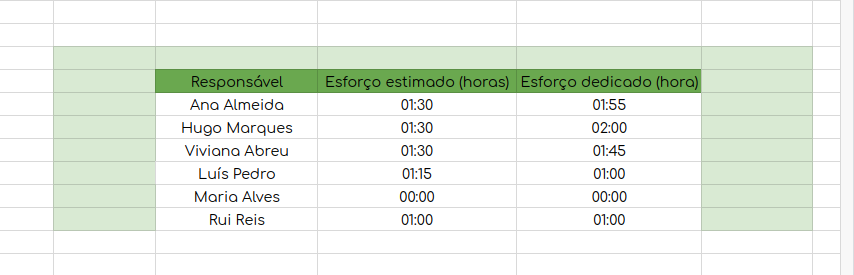 Responsável Esforço estimado (horas) Esforço dedicado (hora)
Ana Almeida 01:30 01:55
Hugo Marques 01:30 02:00
Viviana Abreu 01:30 01:45
Luís Pedro 01:15 01:00
Maria Alves 00:00 00:00
Rui Reis 01:00 01:00